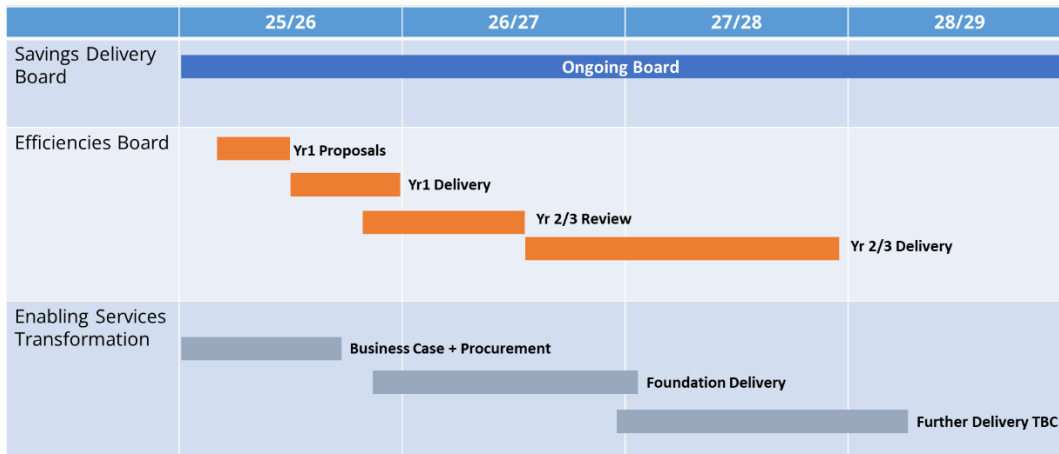 25/26 26/27 27/28 28/29
Savings Delivery
Board
Ongoing Board
Efficiencies Board
Yr1 Proposals
Yr1 Delivery
Yr 2/3 Review
Yr 2/3 Delivery
Enabling Services
Transformation
Business Case + Procurement
Foundation Delivery
Further Delivery TBC